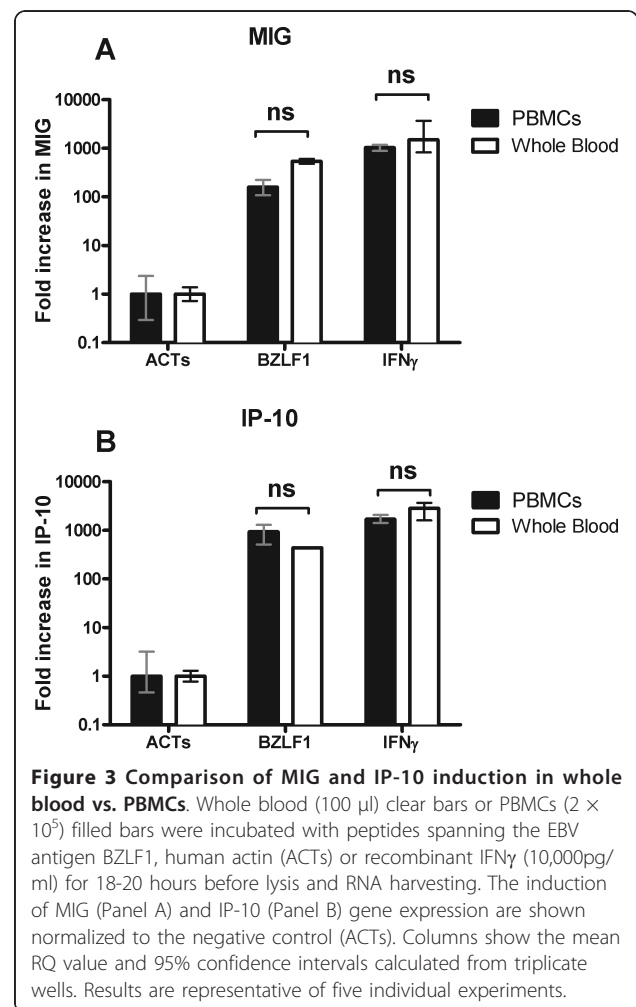 MIG
A
ns
ns
PBMCs
Whole Blood
Fold increase in MIG
10000
1000
100
10
1
0.1
ACTs
BZLF1
IFNγ
IP-10
B
ns
ns
PBMCs
Whole Blood
Fold increase in IP-10
10000
1000
100
10
1
0.1
ACTs
BZLF1
IFNγ
Figure 3 Comparison of MIG and IP-10 induction in whole
blood vs. PBMCs. Whole blood (100 μl) clear bars or PBMCs (2 ×
10⁵) filled bars were incubated with peptides spanning the EBV
antigen BZLF1, human actin (ACTs) or recombinant IFNγ (10,000pg/
ml) for 18-20 hours before lysis and RNA harvesting. The induction
of MIG (Panel A) and IP-10 (Panel B) gene expression are shown
normalized to the negative control (ACTs). Columns show the mean
RQ value and 95% confidence intervals calculated from triplicate
wells. Results are representative of five individual experiments.